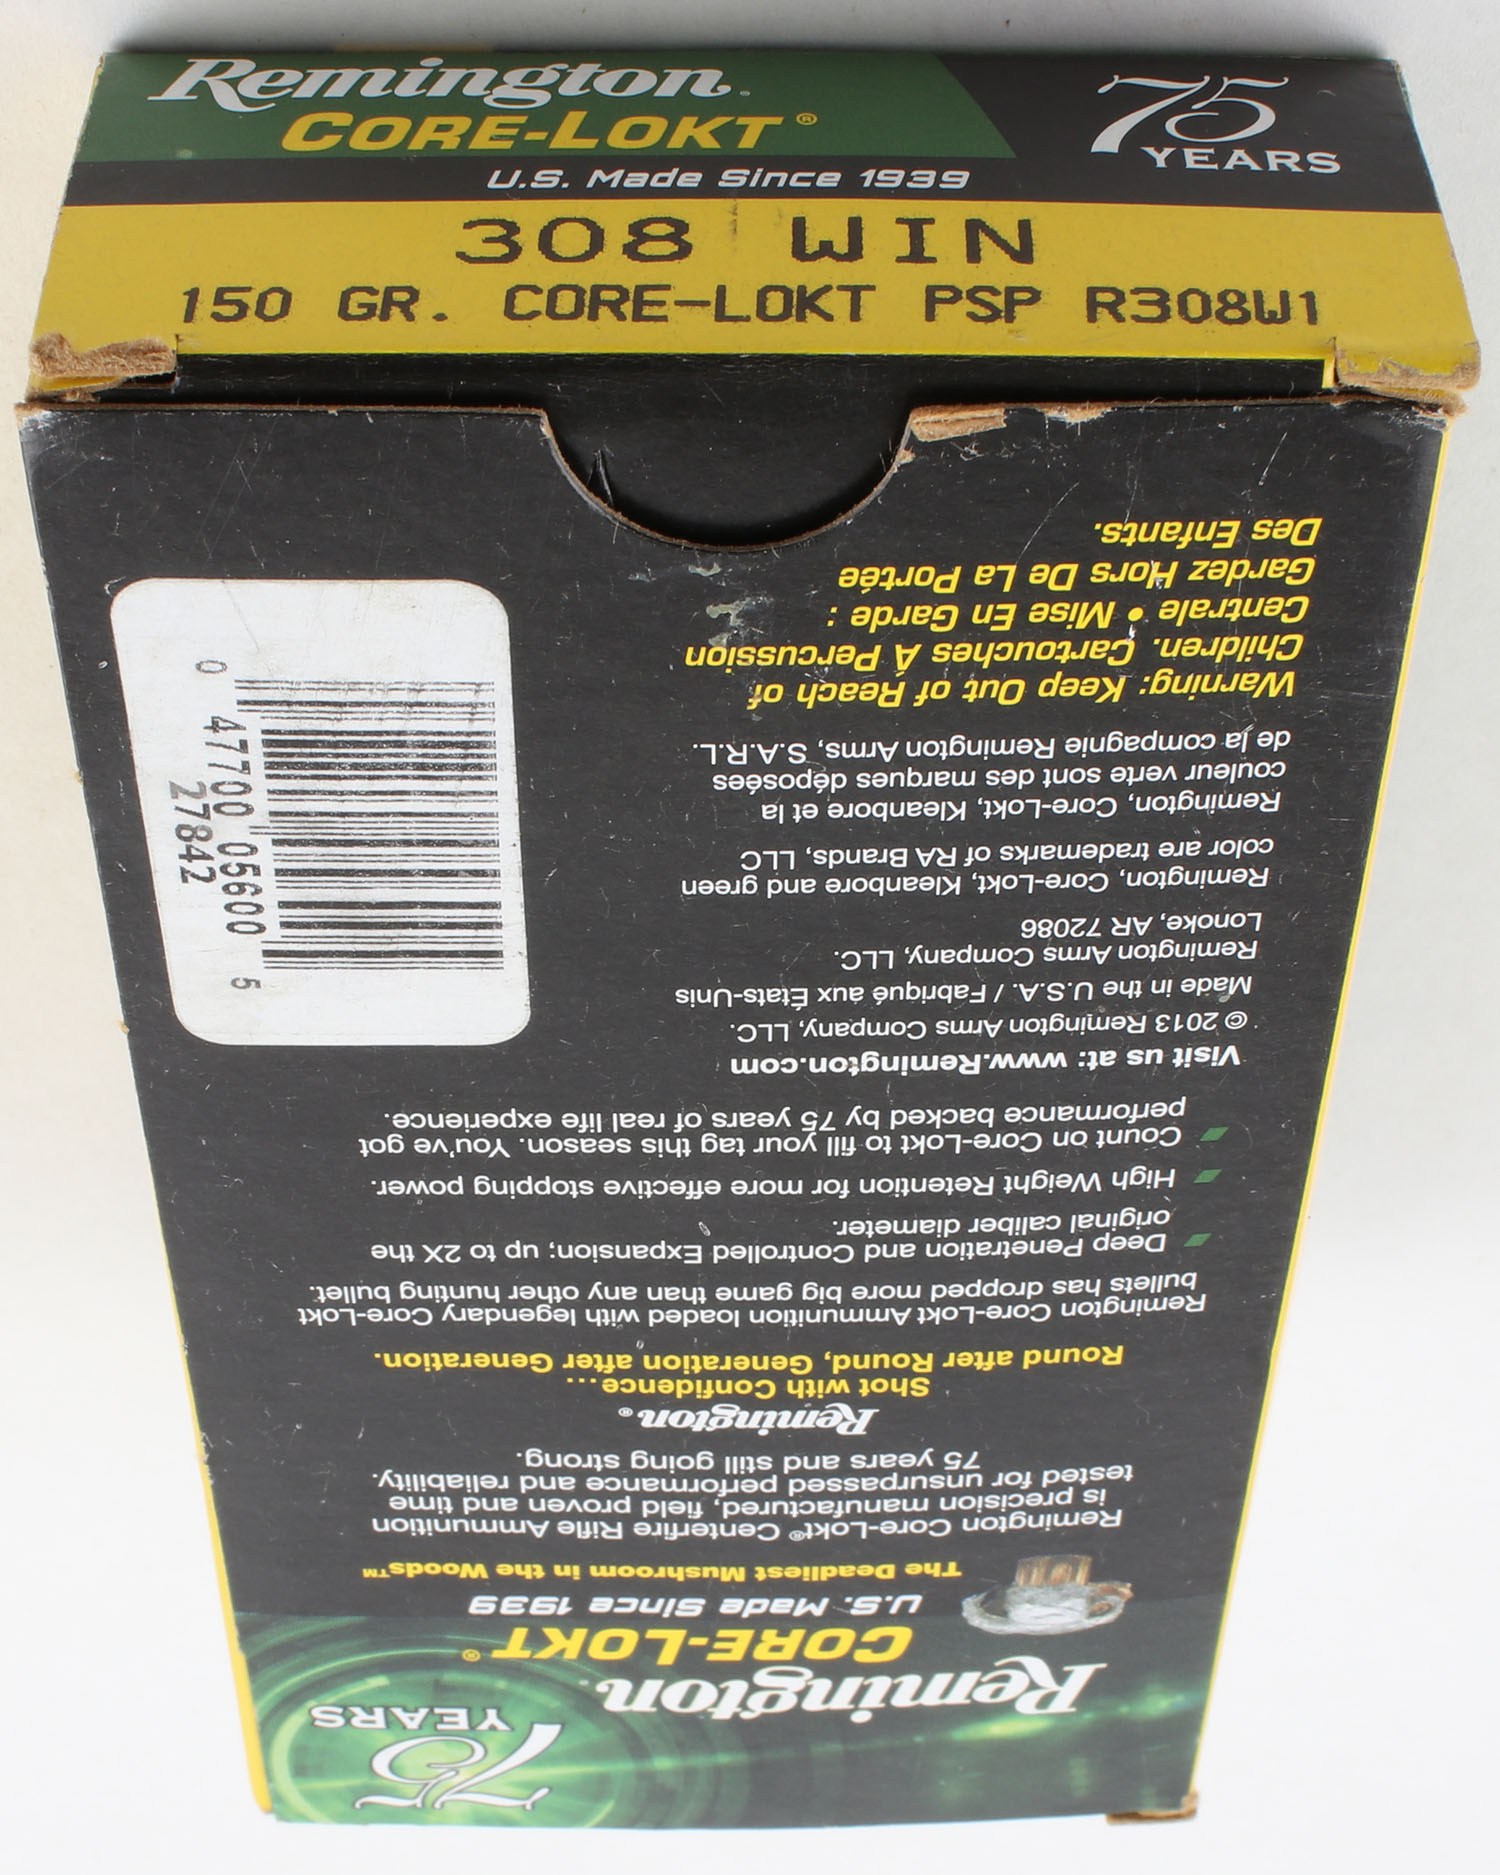 Remington
CORE-LOKT®
75
YEARS
U.S. Made Since 1939
308 WIN
150 GR. CORE-LOKT PSP R308W1
75
YEARS
Remington
CORE-LOKT®
U.S. Made Since 1939
The Deadliest Mushroom in the Woods™
Remington Core-Lokt® Centerfire Rifle Ammunition
is precision manufactured, field proven and time
tested for unsurpassed performance and reliability.
75 years and still going strong.
Remington®
Shot with Confidence...
Round after Round, Generation after Generation.
Remington Core-Lokt Ammunition loaded with legendary Core-Lokt
bullets has dropped more big game than any other hunting bullet.
Deep Penetration and Controlled Expansion; up to 2X the
original caliber diameter.
High Weight Retention for more effective stopping power.
Count on Core-Lokt to fill your tag this season. You've got
performance backed by 75 years of real life experience.
Visit us at: www.Remington.com
© 2013 Remington Arms Company, LLC.
Made in the U.S.A. / Fabriqué aux États-Unis
Remington Arms Company, LLC.
Lonoke, AR 72086
Remington, Core-Lokt, Kleanbore and green
color are trademarks of RA Brands, LLC
Remington, Core-Lokt, Kleanbore et la
couleur verte sont des marques déposées
de la compagnie Remington Arms, S.A.R.L.
Warning: Keep Out of Reach of
Children. Cartouches À Percussion
Centrale • Mise En Garde :
Gardez Hors De La Portée
Des Enfants.
0 47700 05600 5
27842